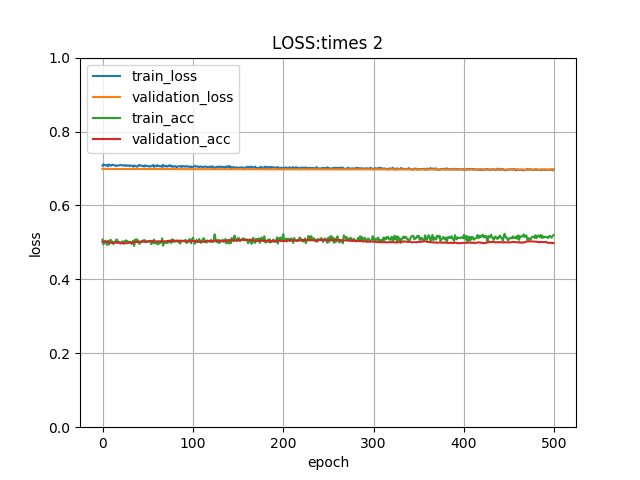 LOSS:times 2
1.0
train_loss
validation_loss
train_acc
validation_acc
0.8
0.6
loss
0.4
0.2
0.0
0 100 200 300 400 500
epoch